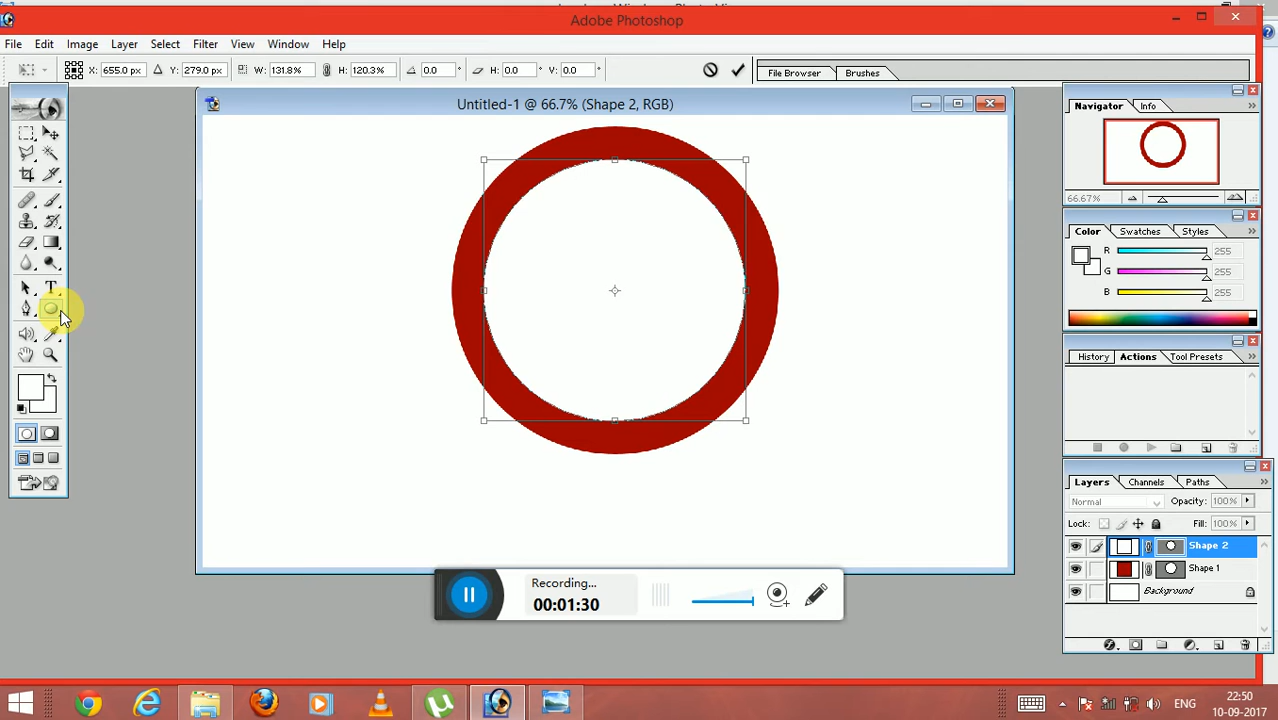 Adobe Photoshop
File Edit Image Layer Select Filter View Window Help
X: 655.0 px Y: 279.0 px W: 131.8% H: 120.3% 0.0 ° H: 0.0 ° V: 0.0 ° File Browser Brushes
Untitled-1 @ 66.7% (Shape 2, RGB)
Navigator Info
66.67%
Color Swatches Styles
R 255
G 255
B 255
History Actions Tool Presets
Layers Channels Paths
Normal Opacity: 100%
Lock: Fill: 100%
Shape 2
Shape 1
Background
T
Recording...
00:01:30
ENG
22:50
10-09-2017